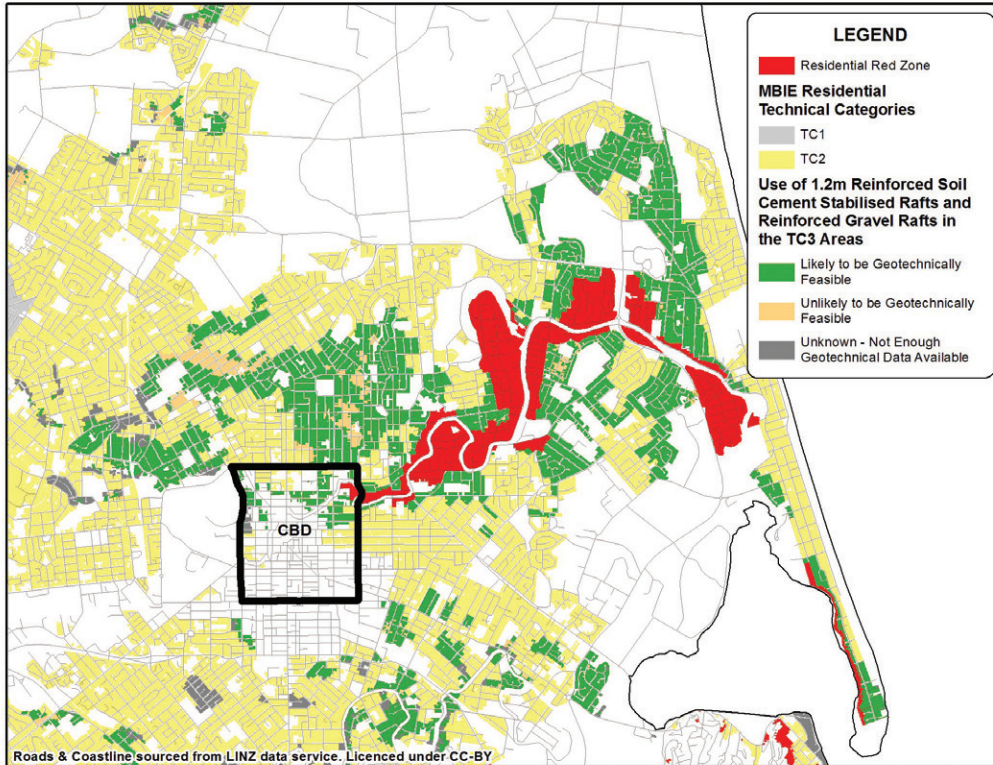 LEGEND
Residential Red Zone
MBIE Residential
Technical Categories
TC1
TC2
Use of 1.2m Reinforced Soil
Cement Stabilised Rafts and
Reinforced Gravel Rafts in
the TC3 Areas
Likely to be Geotechnically
Feasible
Unlikely to be Geotechnically
Feasible
Unknown - Not Enough
Geotechnical Data Available
CBD
Roads & Coastline sourced from LINZ data service. Licenced under CC-BY